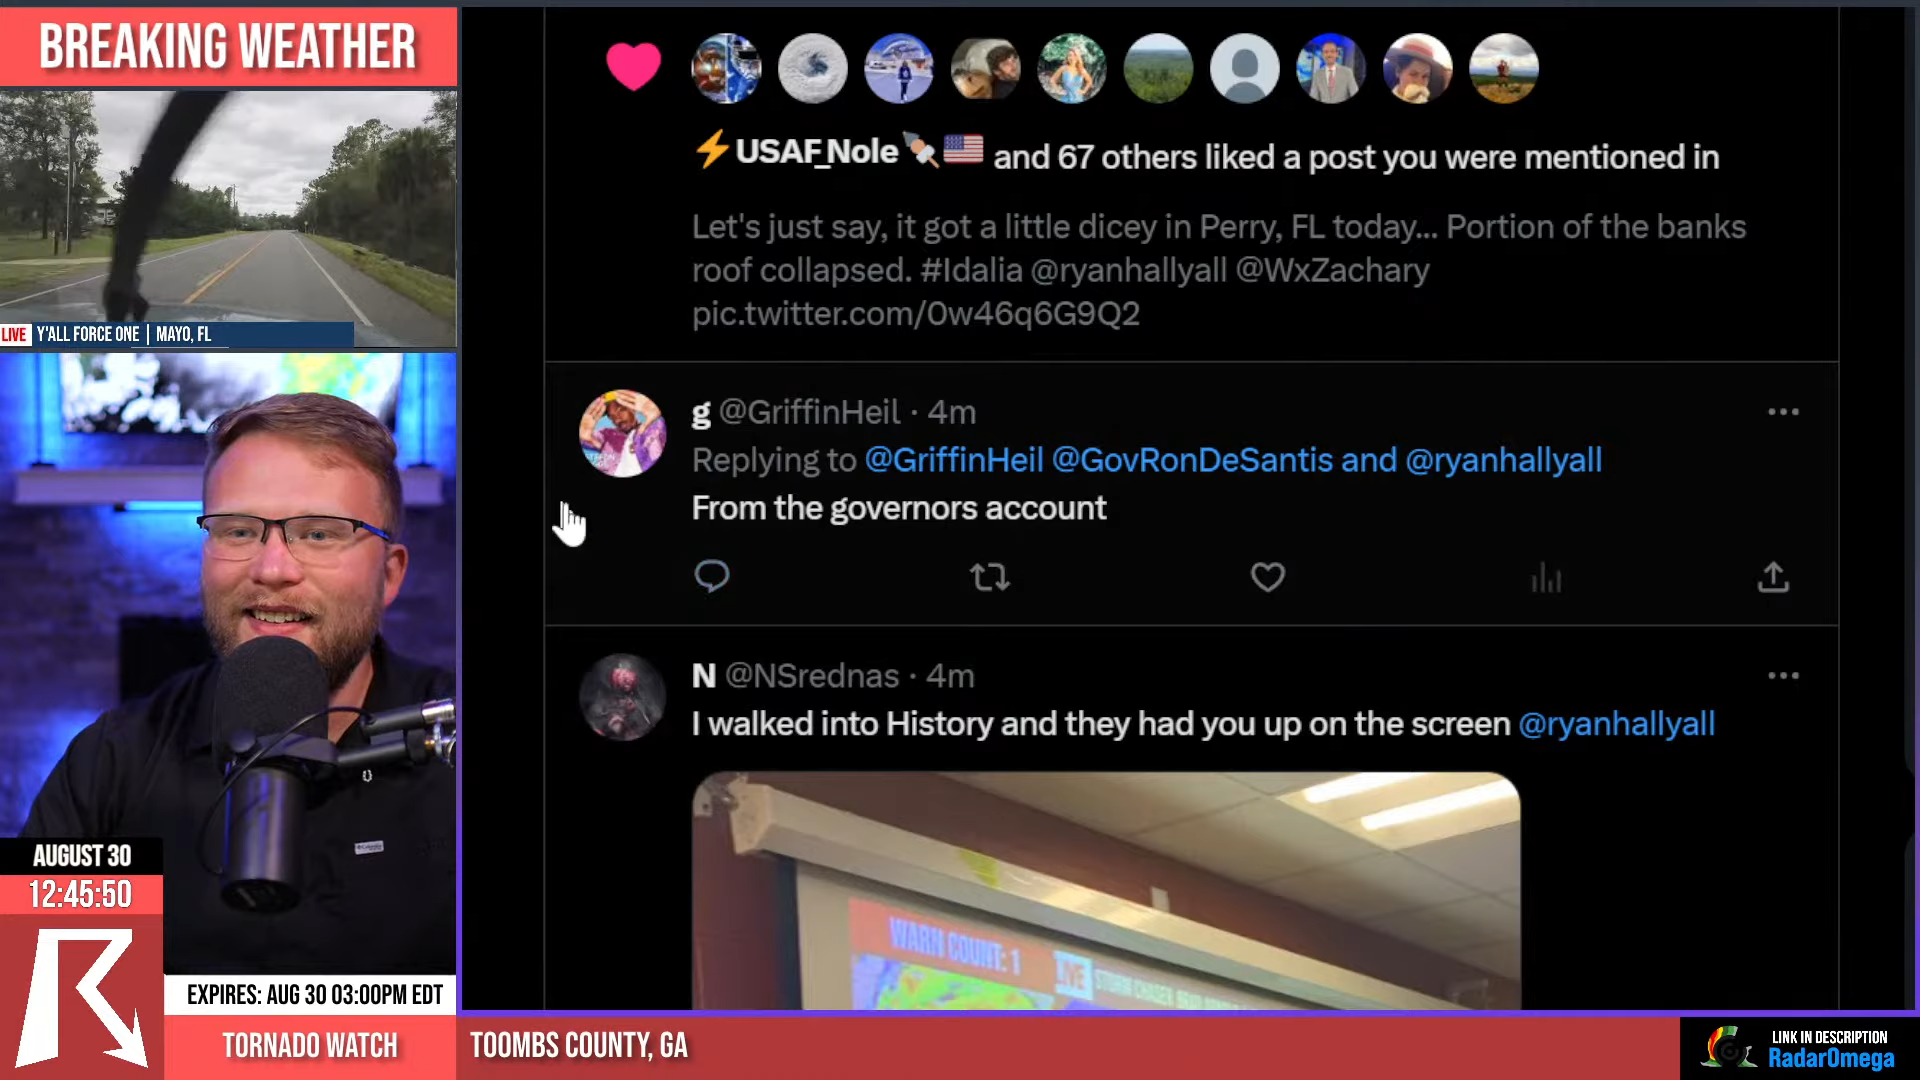 BREAKING WEATHER
LIVE Y'ALL FORCE ONE | MAYO, FL
AUGUST 30
12:45:50
EXPIRES: AUG 30 03:00PM EDT
TORNADO WATCH
TOOMBS COUNTY, GA
LINK IN DESCRIPTION
RadarOmega
⚡USAF_Nole and 67 others liked a post you were mentioned in
Let's just say, it got a little dicey in Perry, FL today... Portion of the banks
roof collapsed. #Idalia @ryanhallyall @WxZachary
pic.twitter.com/0w46q6G9Q2
g @GriffinHeil · 4m
Replying to @GriffinHeil @GovRonDeSantis and @ryanhallyall
From the governors account
N @NSrednas · 4m
I walked into History and they had you up on the screen @ryanhallyall
WARN COUNT: 1
LIVE